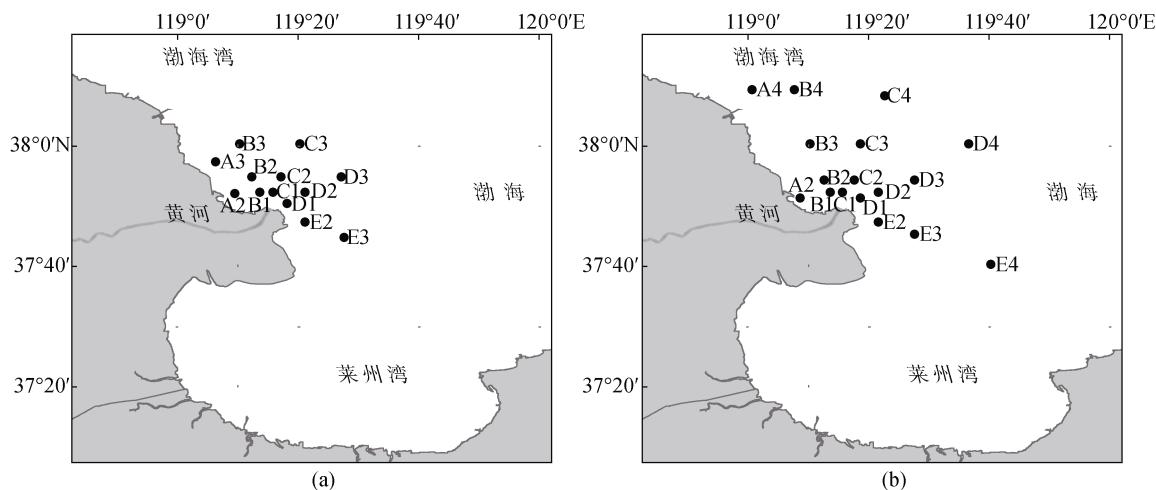 119°0′ 119°20′ 120°0′E
渤海湾
38°0′N
B3 C3
A3
B2 C2 D3
A2 B1 C1 D2
D1
黄河
E2
E3
渤海
37°40′
莱州湾
37°20′
(a)
119°0′ 119°20′ 119°40′ 120°0′E
渤海湾
A4 B4 C4
38°0′N
B3 C3 D4
A2 B2 C2 D3
B1 C1 D2
D1
黄河
E2
E3
渤海
E4
37°40′
莱州湾
37°20′
(b)